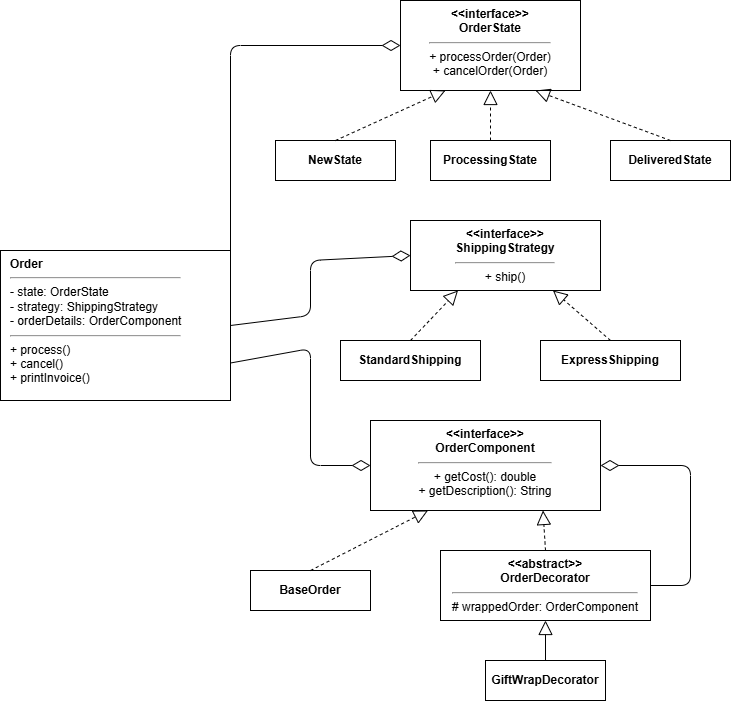 <<interface>>
OrderState
+ processOrder(Order)
+ cancelOrder(Order)
NewState
ProcessingState
DeliveredState
<<interface>>
ShippingStrategy
+ ship()
Order
- state: OrderState
- strategy: ShippingStrategy
- orderDetails: OrderComponent
+ process()
+ cancel()
+ printInvoice()
StandardShipping
ExpressShipping
<<interface>>
OrderComponent
+ getCost(): double
+ getDescription(): String
BaseOrder
<<abstract>>
OrderDecorator
# wrappedOrder: OrderComponent
GiftWrapDecorator